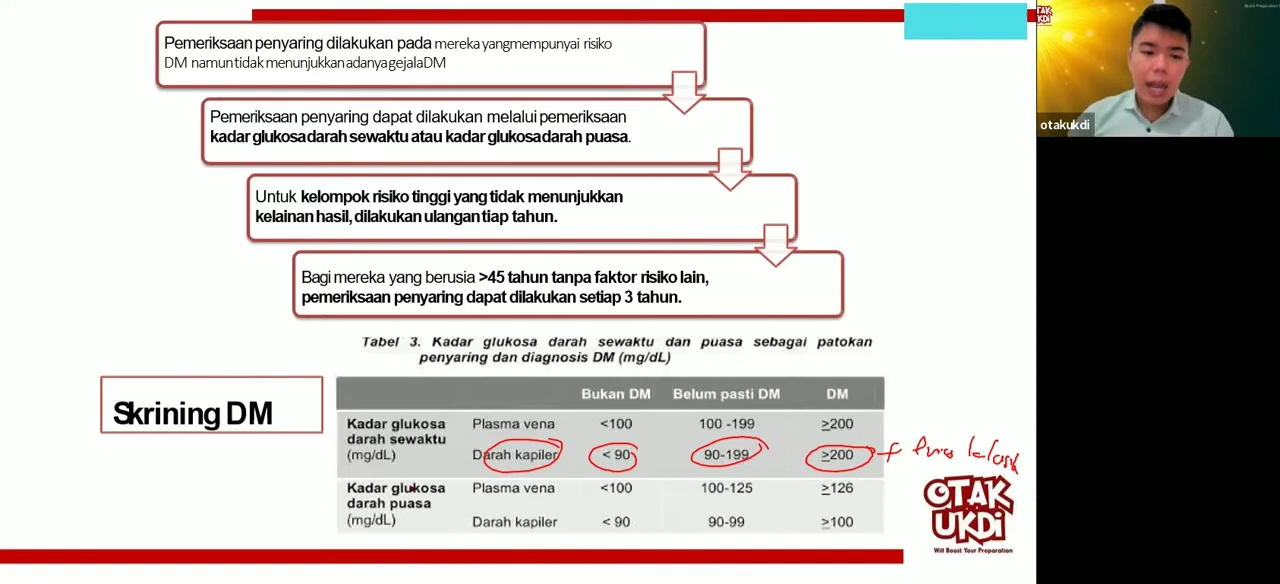 Pemeriksaan penyaring dilakukan pada mereka yangmempunyai risiko
DM namun tidak menunjukkan adanya gejala DM
Pemeriksaan penyaring dapat dilakukan melalui pemeriksaan
kadar glukosa darah sewaktu atau kadar glukosa darah puasa.
Untuk kelompok risiko tinggi yang tidak menunjukkan
kelainan hasil, dilakukan ulangan tiap tahun.
Bagi mereka yang berusia >45 tahun tanpa faktor risiko lain,
pemeriksaan penyaring dapat dilakukan setiap 3 tahun.
Tabel 3. Kadar glukosa darah sewaktu dan puasa sebagai patokan
penyaring dan diagnosis DM (mg/dL)
Skrining DM
Bukan DM Belum pasti DM DM
Kadar glukosa darah sewaktu (mg/dL) Plasma vena <100 100 -199 ≥200
Darah kapiler < 90 90-199 ≥200
Kadar glukosa darah puasa (mg/dL) Plasma vena <100 100-125 ≥126
Darah kapiler < 90 90-99 ≥100
OTAK
UKDI
Will Boost Your Preparation
OTAK
UKDI
otakukdi